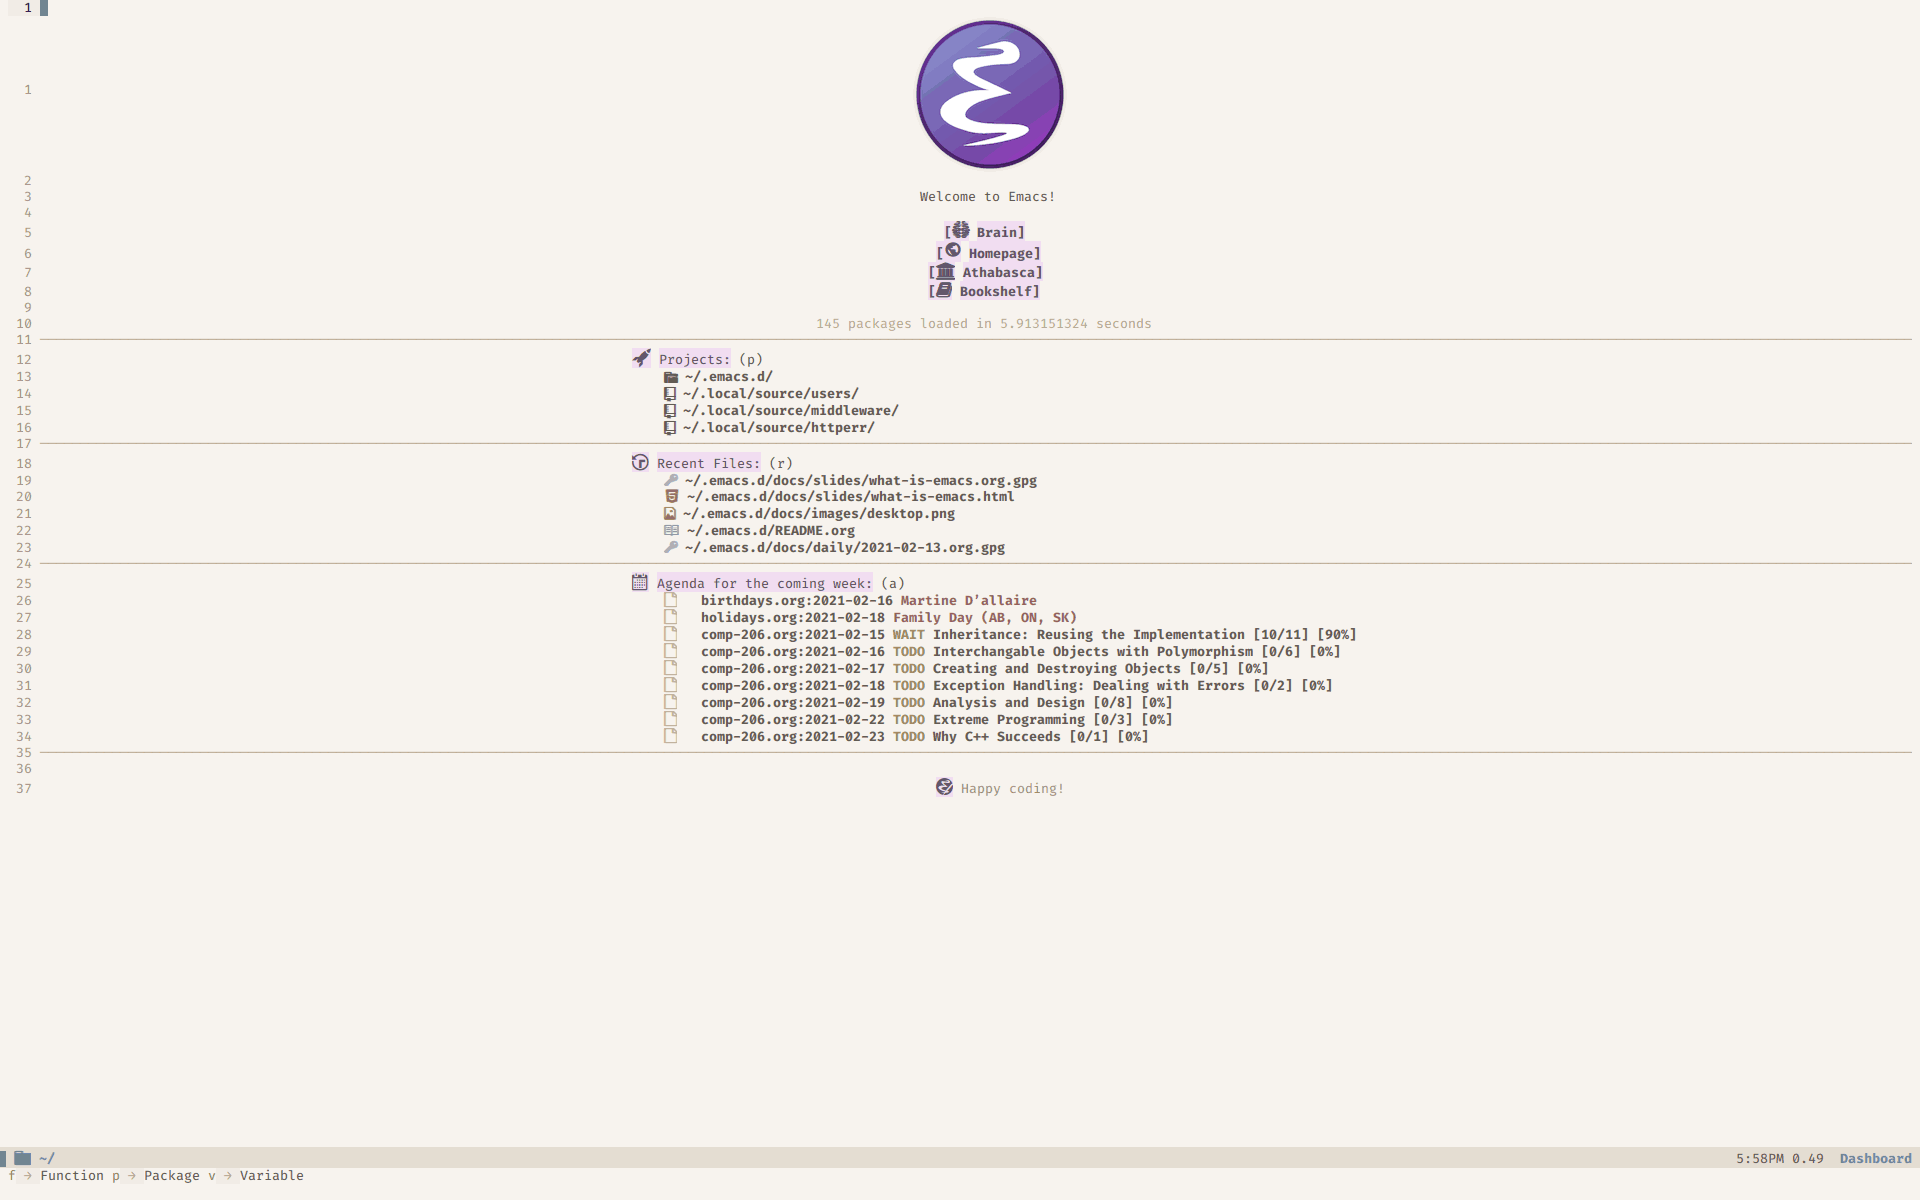 1
1
2
3 Welcome to Emacs!
4
5 [ Brain]
6 [ Homepage]
7 [ Athabasca]
8 [ Bookshelf]
9
10 145 packages loaded in 5.913151324 seconds
11
12 Projects: (p)
13 ~/.emacs.d/
14 ~/.local/source/users/
15 ~/.local/source/middleware/
16 ~/.local/source/httperr/
17
18 Recent Files: (r)
19 ~/.emacs.d/docs/slides/what-is-emacs.org.gpg
20 ~/.emacs.d/docs/slides/what-is-emacs.html
21 ~/.emacs.d/docs/images/desktop.png
22 ~/.emacs.d/README.org
23 ~/.emacs.d/docs/daily/2021-02-13.org.gpg
24
25 Agenda for the coming week: (a)
26 birthdays.org:2021-02-16 Martine D’allaire
27 holidays.org:2021-02-18 Family Day (AB, ON, SK)
28 comp-206.org:2021-02-15 WAIT Inheritance: Reusing the Implementation [10/11] [90%]
29 comp-206.org:2021-02-16 TODO Interchangable Objects with Polymorphism [0/6] [0%]
30 comp-206.org:2021-02-17 TODO Creating and Destroying Objects [0/5] [0%]
31 comp-206.org:2021-02-18 TODO Exception Handling: Dealing with Errors [0/2] [0%]
32 comp-206.org:2021-02-19 TODO Analysis and Design [0/8] [0%]
33 comp-206.org:2021-02-22 TODO Extreme Programming [0/3] [0%]
34 comp-206.org:2021-02-23 TODO Why C++ Succeeds [0/1] [0%]
35
36
37 Happy coding!
~/ 5:58PM 0.49 Dashboard
f → Function p → Package v → Variable